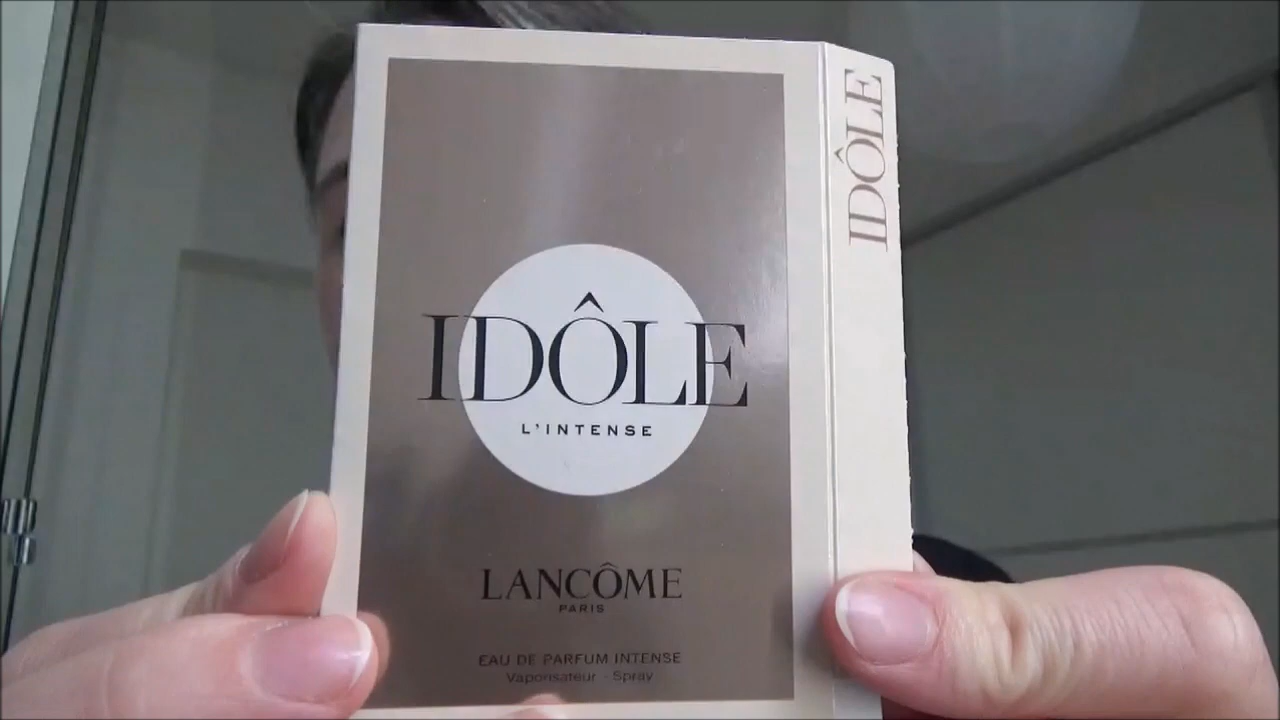 IDÔLE
L'INTENSE
LANCÔME
PARIS
EAU DE PARFUM INTENSE
Vaporisateur - Spray
IDÔLE